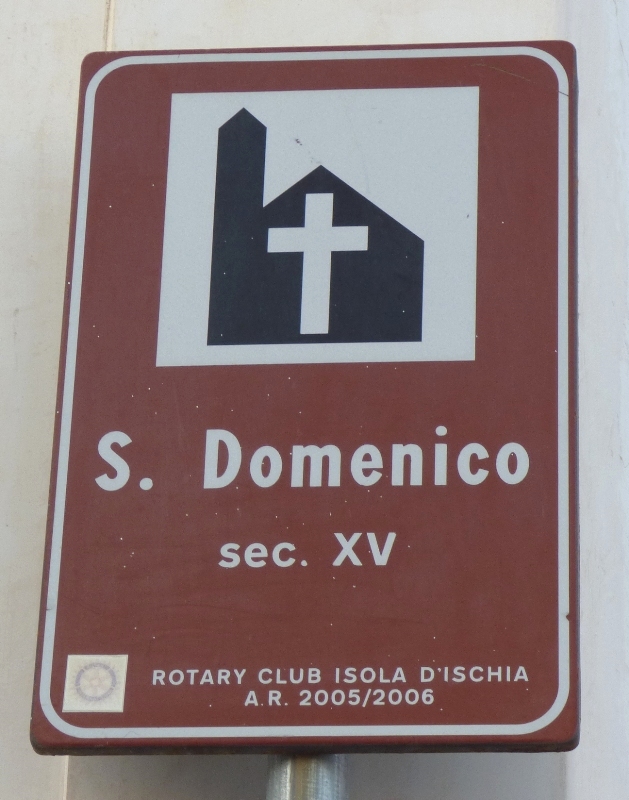 S. Domenico
sec. XV
ROTARY CLUB ISOLA D'ISCHIA
A.R. 2005/2006